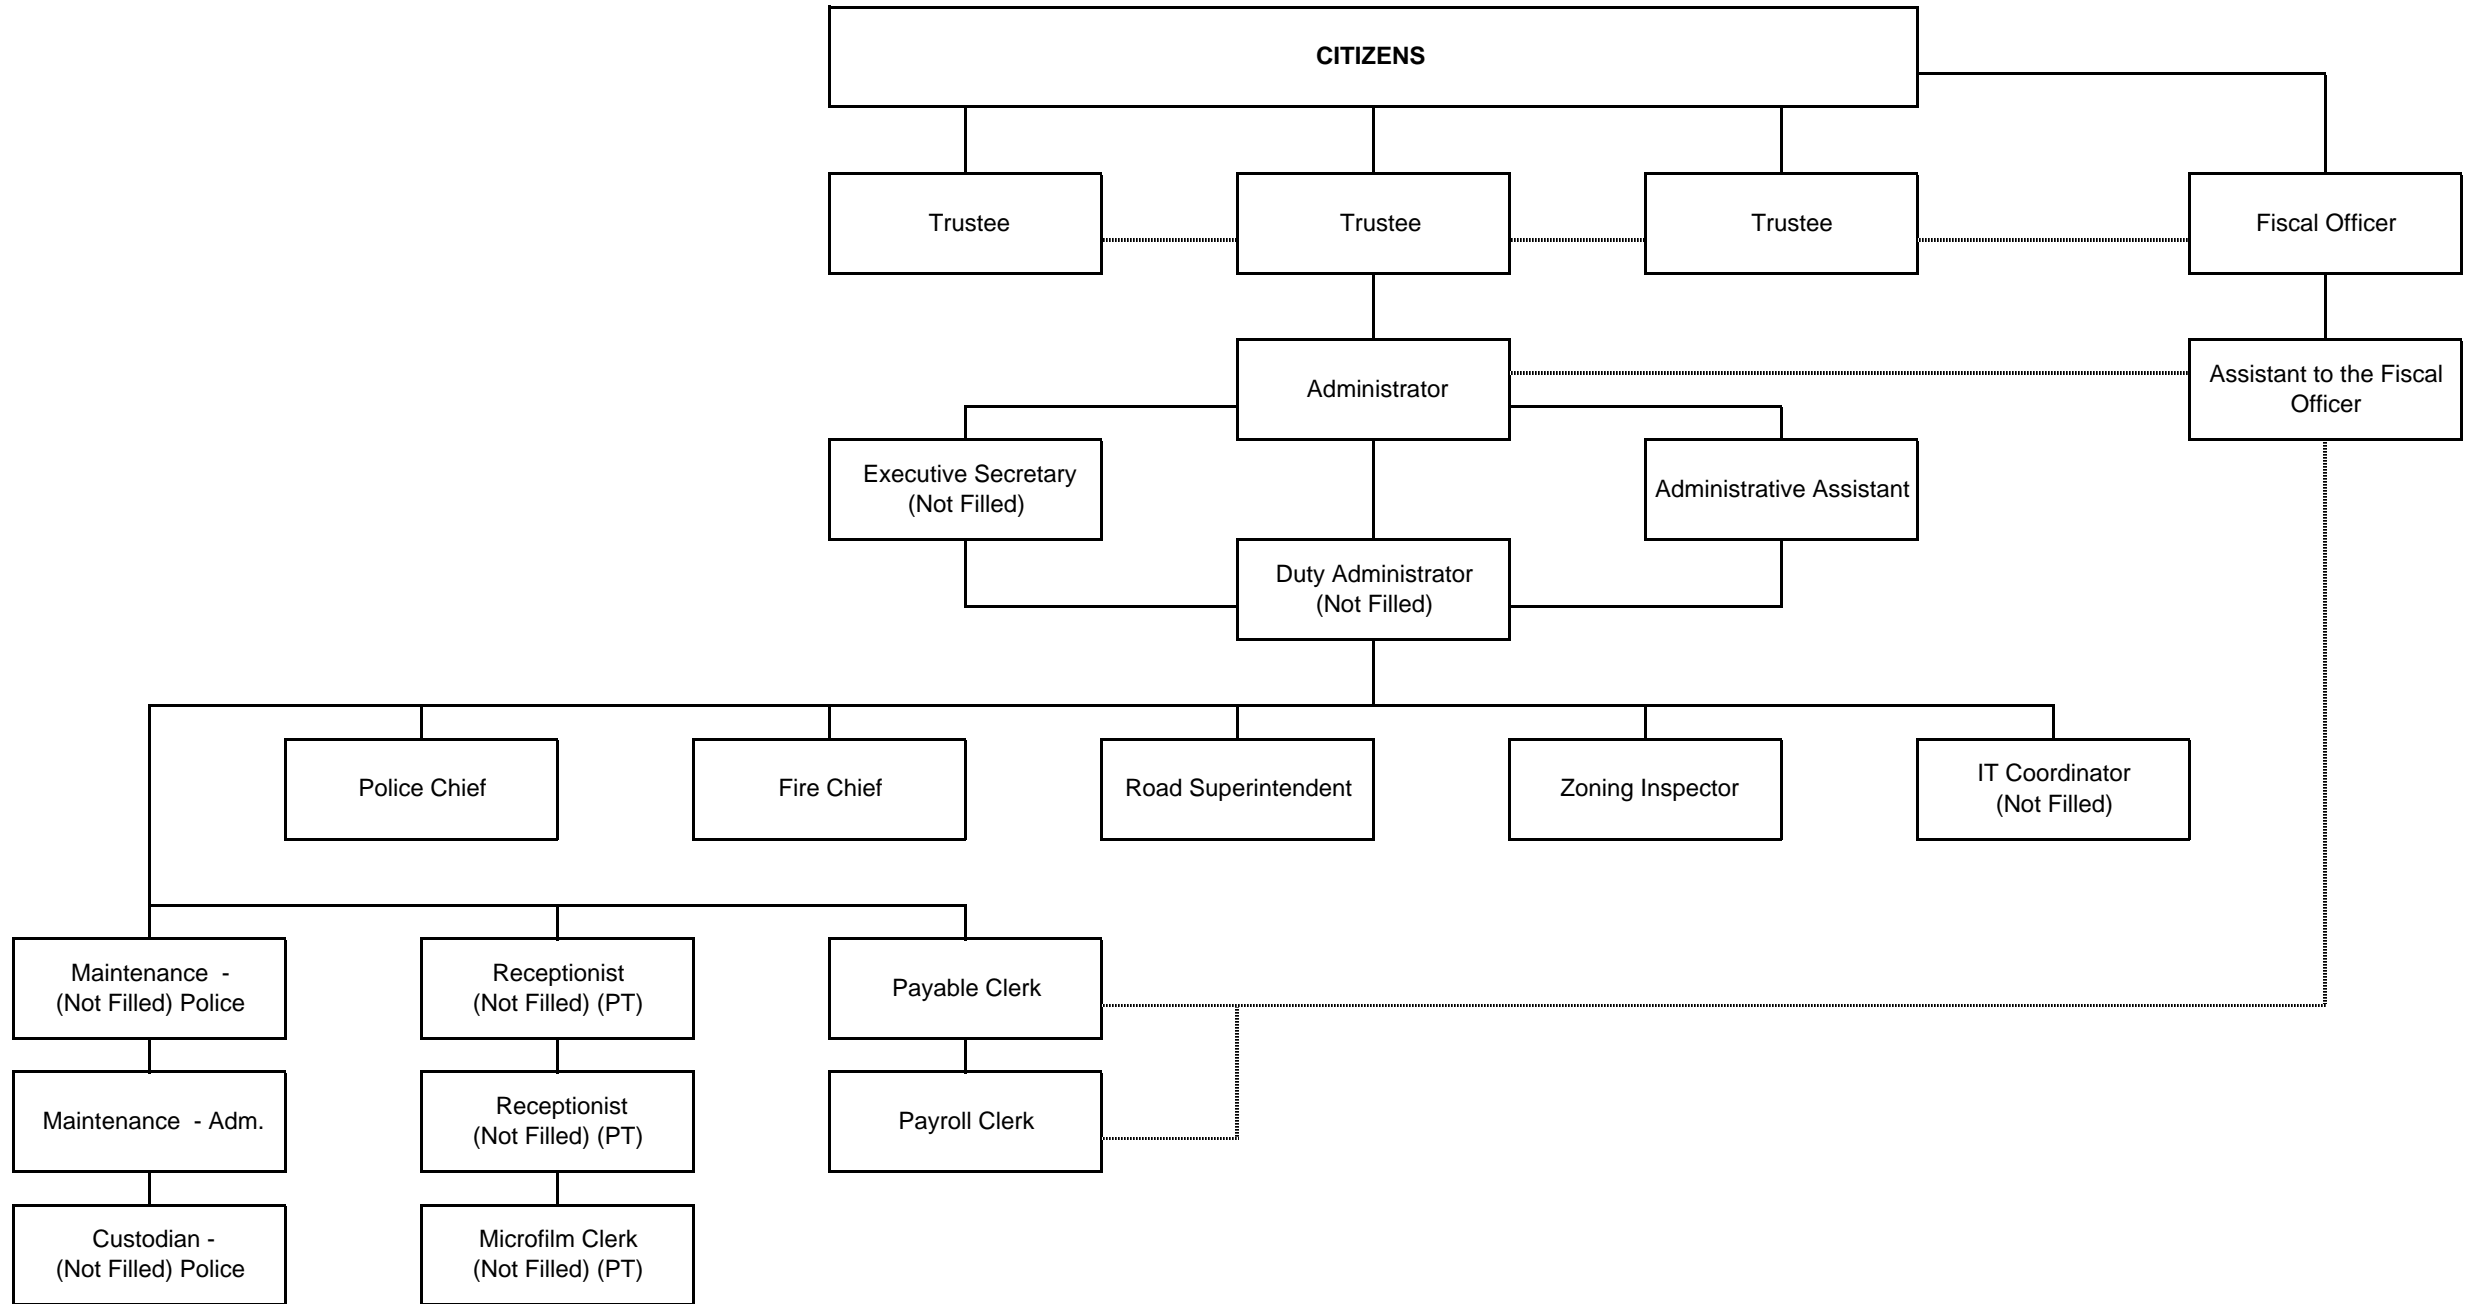 CITIZENS
Trustee
Trustee
Trustee
Fiscal Officer
Administrator
Assistant to the Fiscal
Officer
Executive Secretary
(Not Filled)
Administrative Assistant
Duty Administrator
(Not Filled)
Police Chief
Fire Chief
Road Superintendent
Zoning Inspector
IT Coordinator
(Not Filled)
Maintenance  -
(Not Filled) Police
Receptionist
(Not Filled) (PT)
Payable Clerk
Maintenance  - Adm.
Receptionist
(Not Filled) (PT)
Payroll Clerk
Custodian -
(Not Filled) Police
Microfilm Clerk
(Not Filled) (PT)